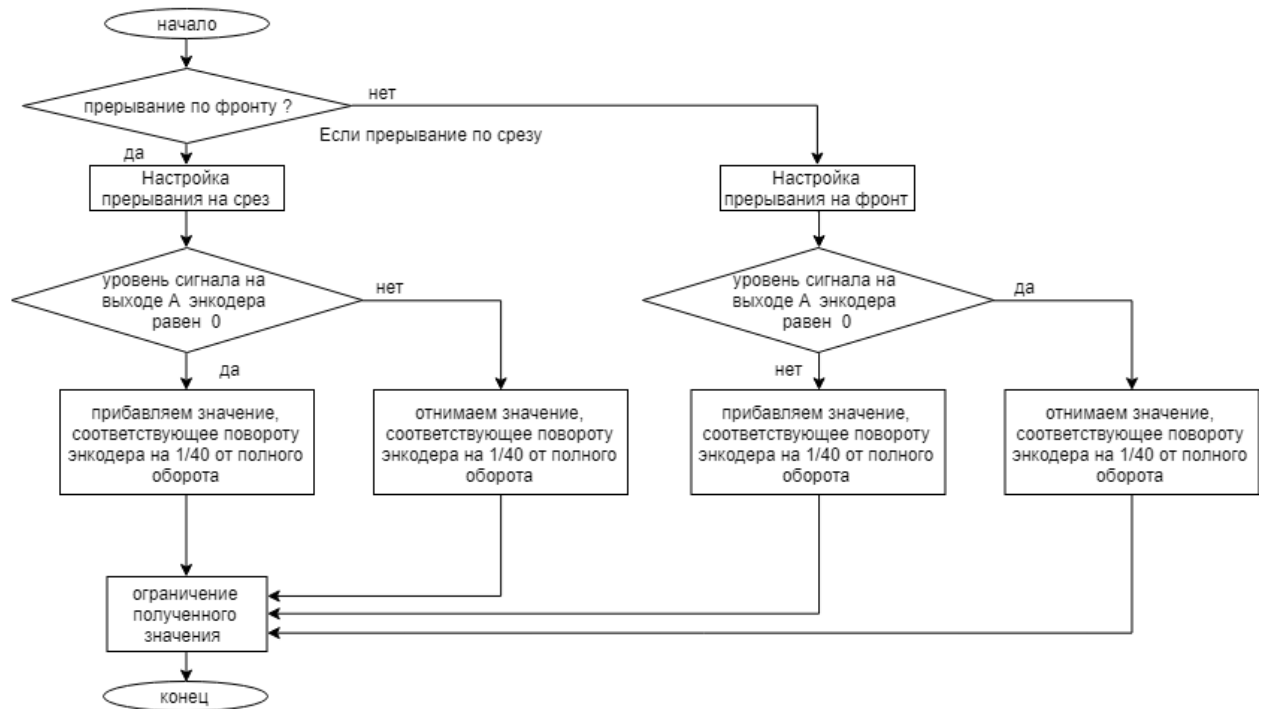 начало
прерывание по фронту ?
нет
Если прерывание по срезу
да
Настройка
прерывания на срез
Настройка
прерывания на фронт
уровень сигнала на
выходе А энкодера
равен 0
нет
да
уровень сигнала на
выходе А энкодера
равен 0
да
нет
прибавляем значение,
соответствующее повороту
энкодера на 1/40 от полного
оборота
отнимаем значение,
соответствующее повороту
энкодера на 1/40 от полного
оборота
прибавляем значение,
соответствующее повороту
энкодера на 1/40 от полного
оборота
отнимаем значение,
соответствующее повороту
энкодера на 1/40 от полного
оборота
ограничение
полученного
значения
конец